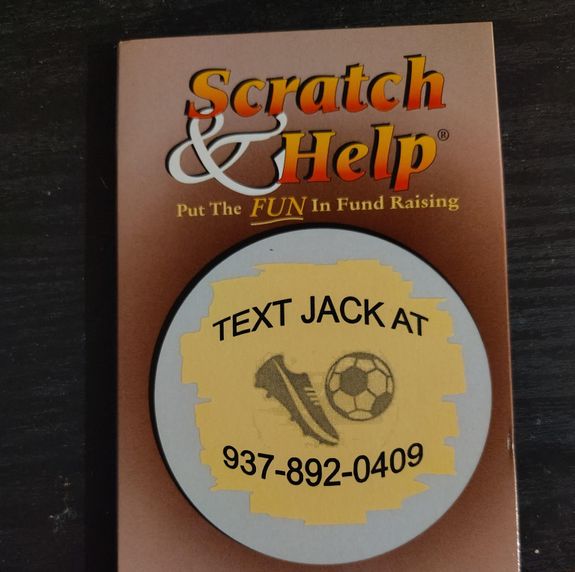 Scratch
& Help®
Put The FUN In Fund Raising
TEXT JACK AT
937-892-0409